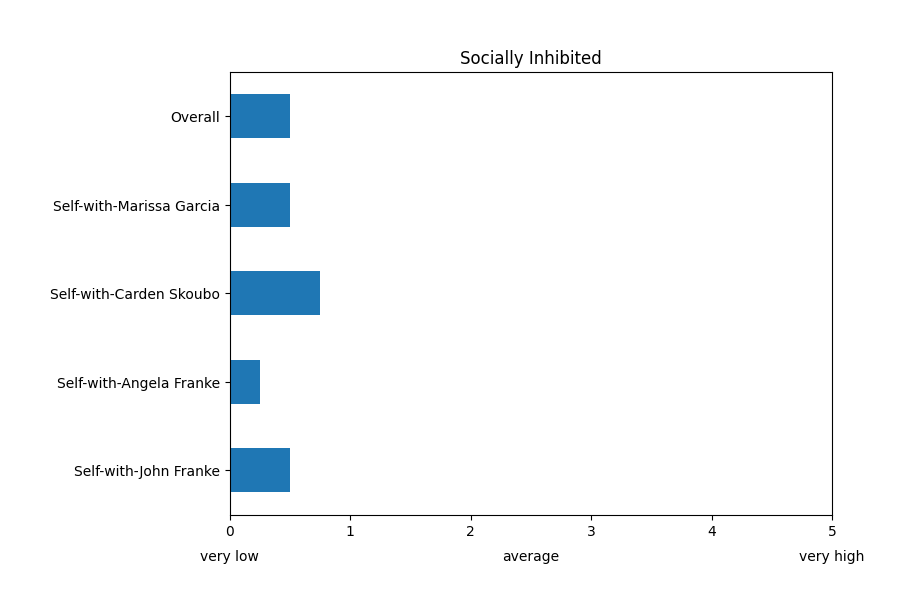 Socially Inhibited
Overall
Self-with-Marissa Garcia
Self-with-Carden Skoubo
Self-with-Angela Franke
Self-with-John Franke
0 1 2 3 4 5
very low average very high